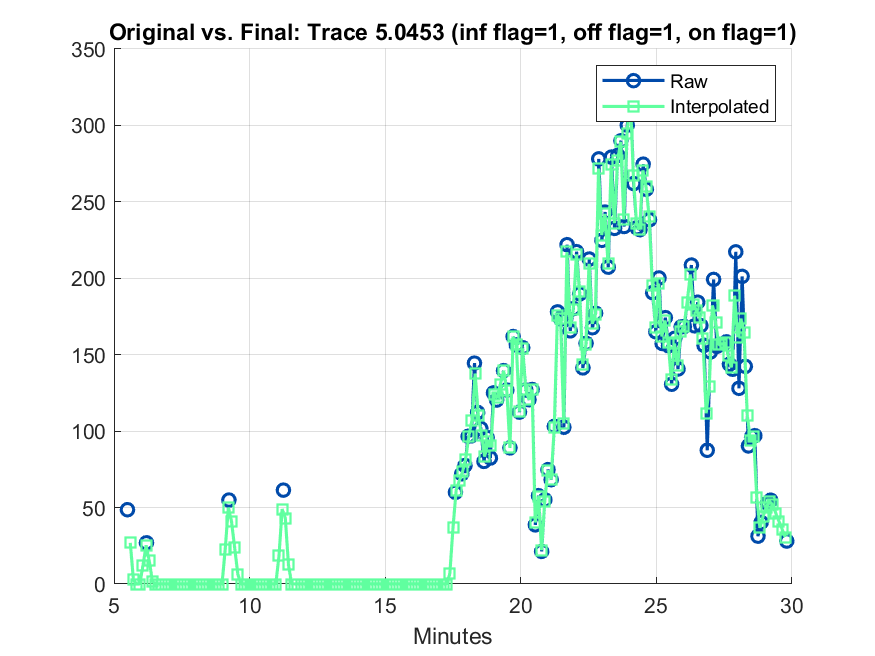 Original vs. Final: Trace 5.0453 (inf flag=1, off flag=1, on flag=1)
350
300
250
200
150
100
50
0
Raw
Interpolated
5 10 15 20 25 30
Minutes